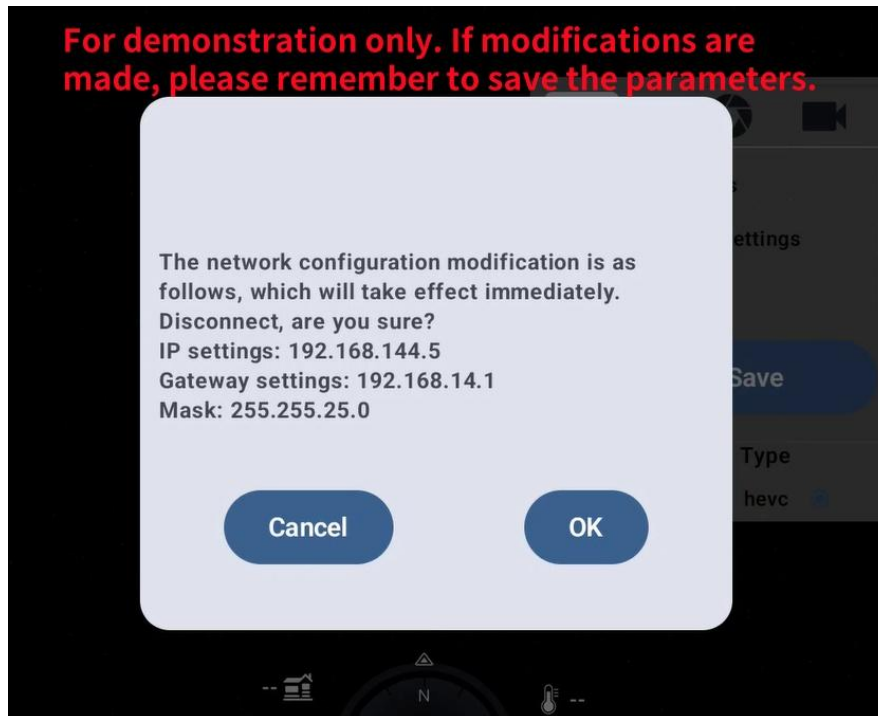 For demonstration only. If modifications are
made, please remember to save the parameters.
The network configuration modification is as
follows, which will take effect immediately.
Disconnect, are you sure?
IP settings: 192.168.144.5
Gateway settings: 192.168.14.1
Mask: 255.255.25.0
Cancel
OK
ettings
Save
Type
hevc
--
N
--